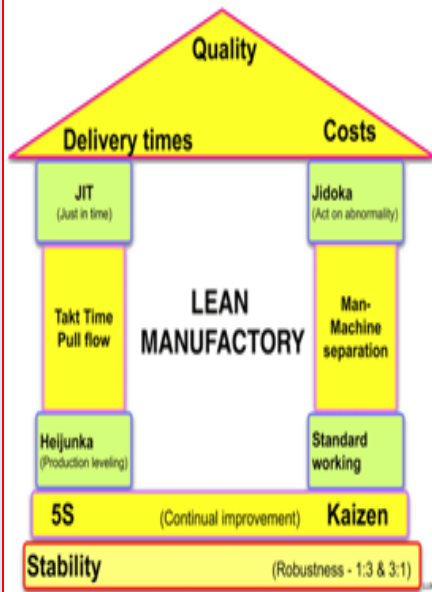 Quality
Delivery times
Costs
JIT
(Just in time)
Jidoka
(Act on abnormality)
Takt Time
Pull flow
LEAN
MANUFACTORY
Man-
Machine
separation
Heijunka
(Production leveling)
Standard
working
5S (Continual improvement) Kaizen
Stability (Robustness - 1:3 & 3:1)